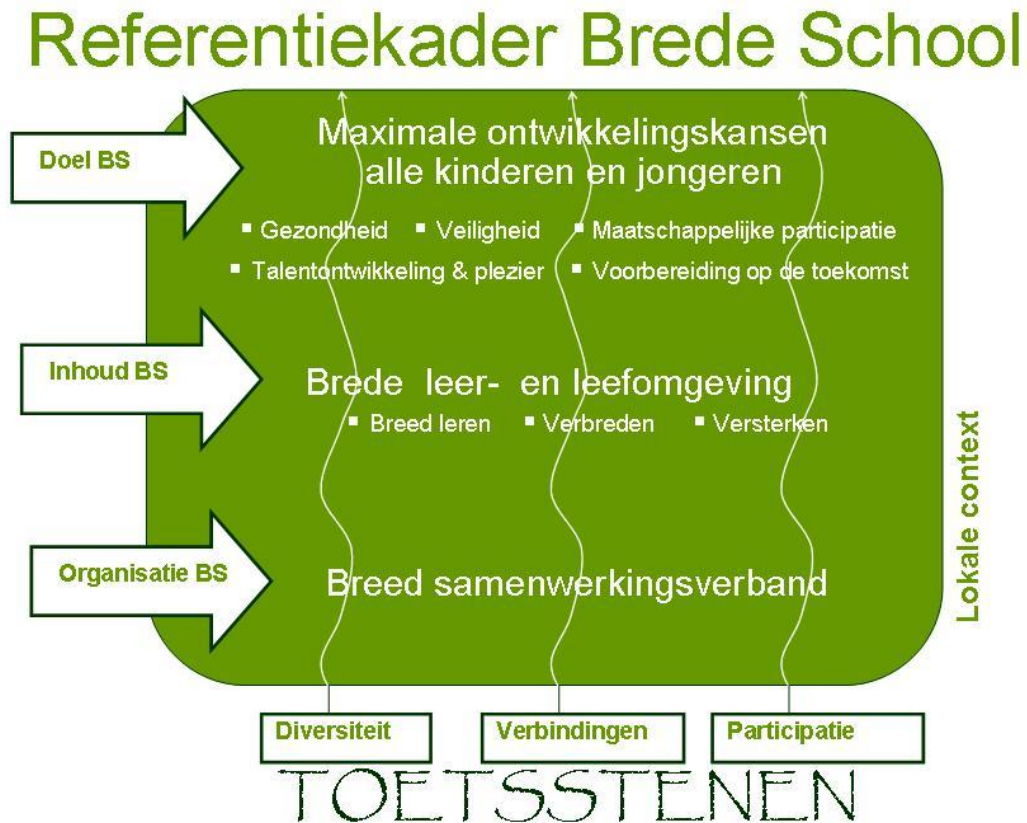 Referentiekader Brede School
Doel BS
Maximale ontwikkelingskansen
alle kinderen en jongeren
▪ Gezondheid ▪ Veiligheid ▪ Maatschappelijke participatie
▪ Talentontwikkeling & plezier ▪ Voorbereiding op de toekomst
Inhoud BS
Brede leer- en leefomgeving
▪ Breed leren ▪ Verbreden ▪ Versterken
Lokale context
Organisatie BS
Breed samenwerkingsverband
Diversiteit
Verbindingen
Participatie
TOETSSTENEN